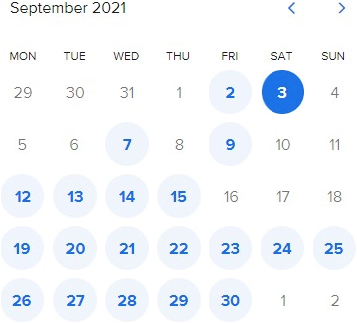 September 2021
MON TUE WED THU FRI SAT SUN
29 30 31 1 2 3 4
5 6 7 8 9 10 11
12 13 14 15 16 17 18
19 20 21 22 23 24 25
26 27 28 29 30 1 2